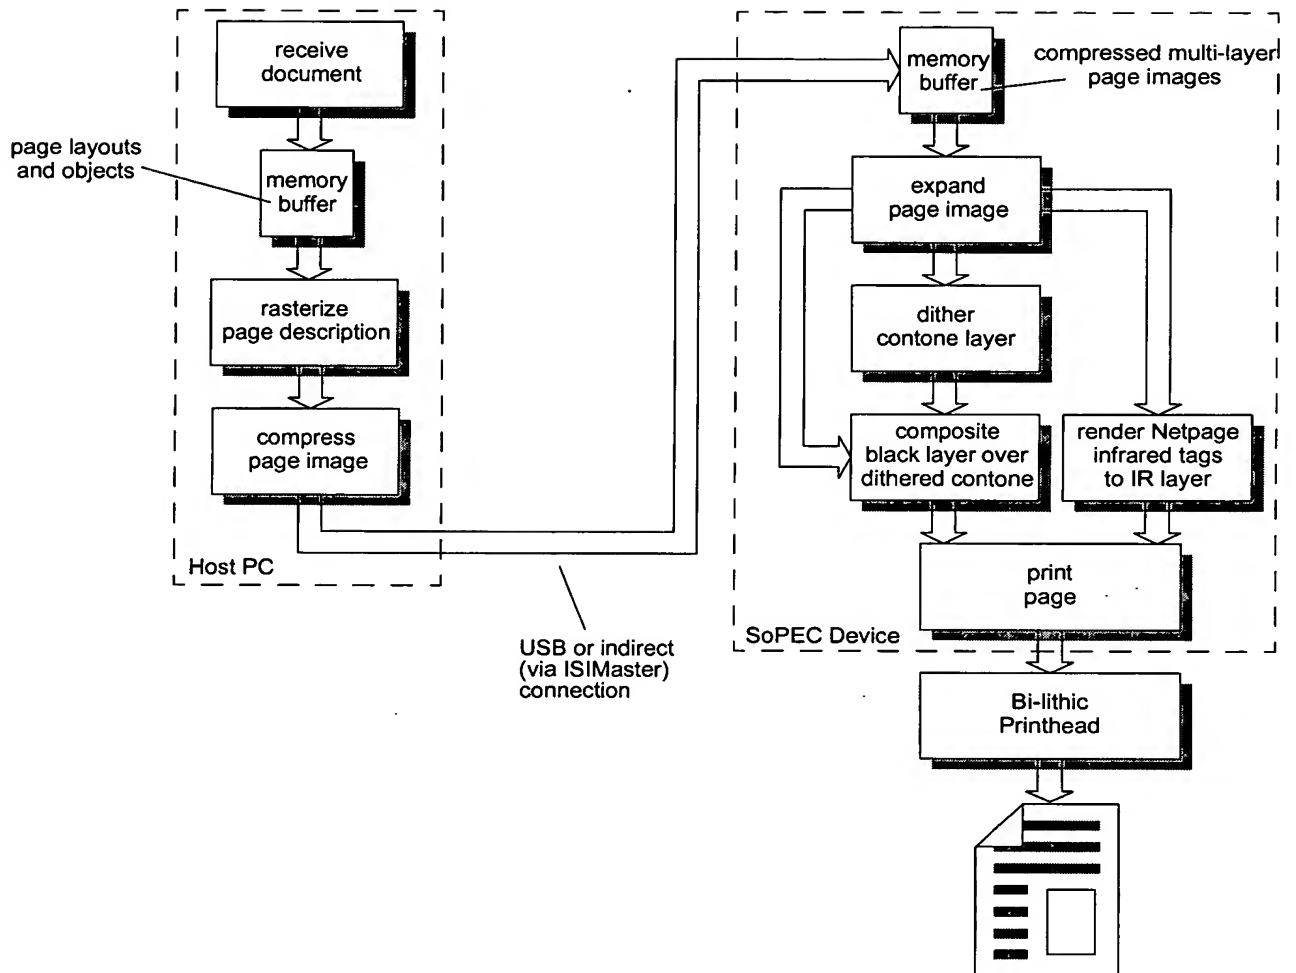 receive
document
page layouts
and objects
memory
buffer
rasterize
page description
compress
page image
Host PC
USB or indirect
(via ISIMaster)
connection
memory
buffer
compressed multi-layer
page images
expand
page image
dither
contone layer
composite
black layer over
dithered contone
render Netpage
infrared tags
to IR layer
print
page
SoPEC Device
Bi-lithic
Printhead